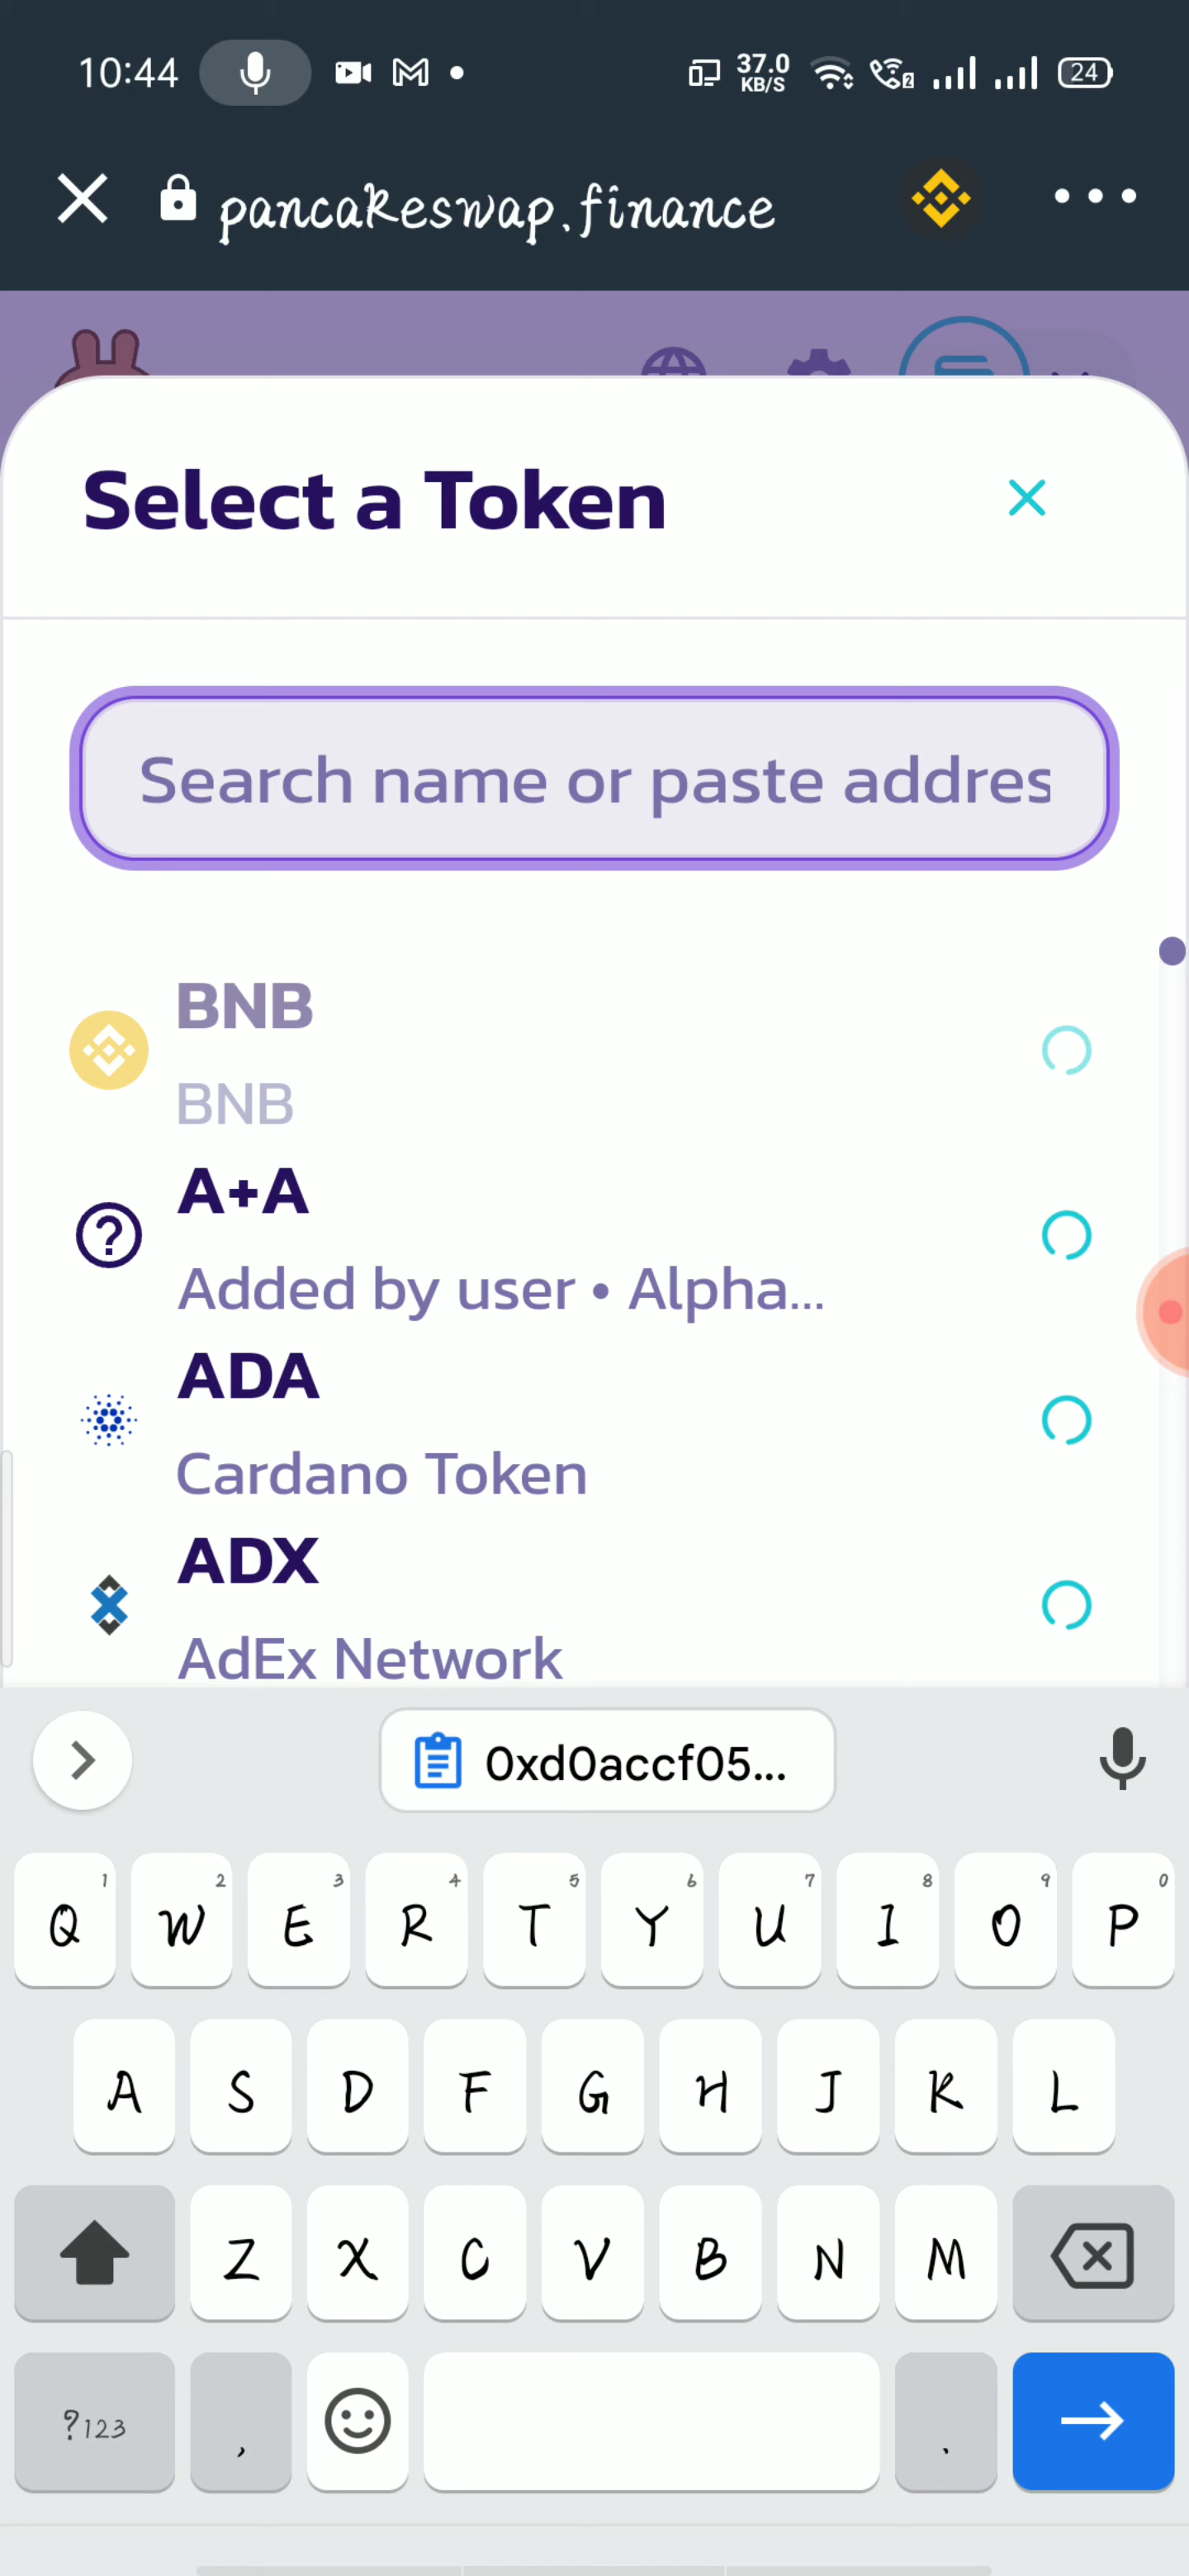 10:44 37.0 KB/S 2 24
pancakeswap.finance
Select a Token
Search name or paste addres
BNB
BNB
A+A
Added by user • Alpha...
ADA
Cardano Token
ADX
AdEx Network
0xd0accf05...
1 2 3 4 5 6 7 8 9 0
Q W E R T Y U I O P
A S D F G H J K L
Z X C V B N M
?123 , .